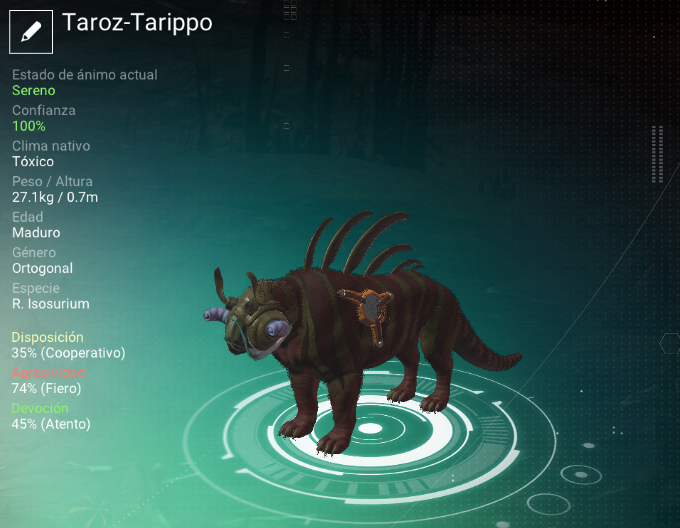 Taroz-Tarippo
Estado de ánimo actual
Sereno
Confianza
100%
Clima nativo
Tóxico
Peso / Altura
27.1kg / 0.7m
Edad
Maduro
Género
Ortogonal
Especie
R. Isosurium
Disposición
35% (Cooperativo)
Agresividad
74% (Fiero)
Devoción
45% (Atento)